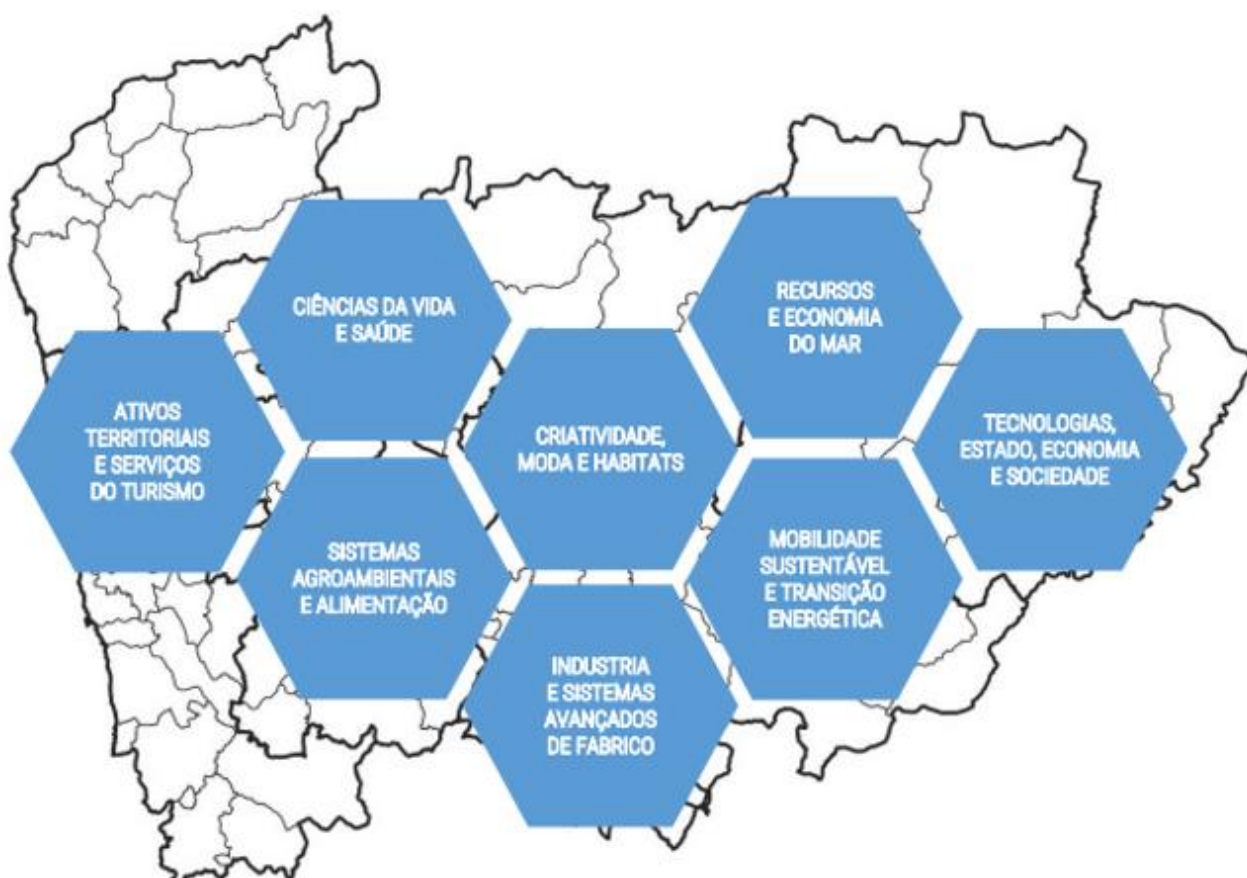 CIÊNCIAS DA VIDA
E SAÚDE
RECURSOS
E ECONOMIA
DO MAR
ATIVOS
TERRITORIAIS
E SERVIÇOS
DO TURISMO
CRIATIVIDADE,
MODA E HABITATS
TECNOLOGIAS,
ESTADO, ECONOMIA
E SOCIEDADE
SISTEMAS
AGROAMBIENTAIS
E ALIMENTAÇÃO
MOBILIDADE
SUSTENTÁVEL
E TRANSIÇÃO
ENERGÉTICA
INDUSTRIA
E SISTEMAS
AVANÇADOS
DE FABRICO